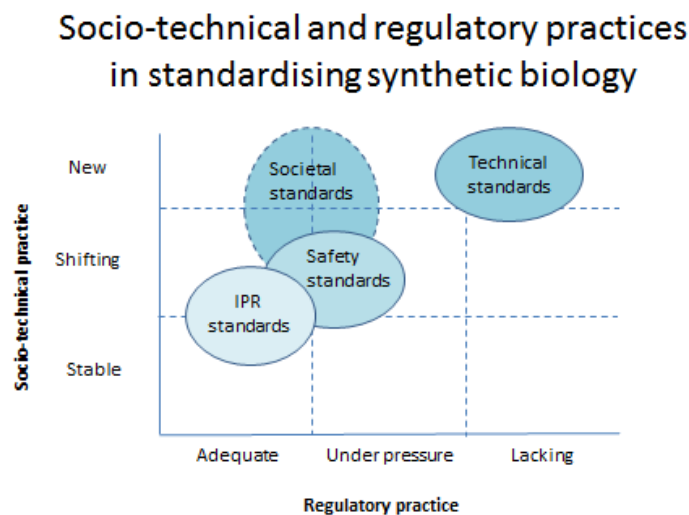 Socio-technical and regulatory practices
in standardising synthetic biology
New
Societal
standards
Technical
standards
Shifting
Safety
standards
IPR
standards
Stable
Socio-technical practice
Adequate
Under pressure
Lacking
Regulatory practice